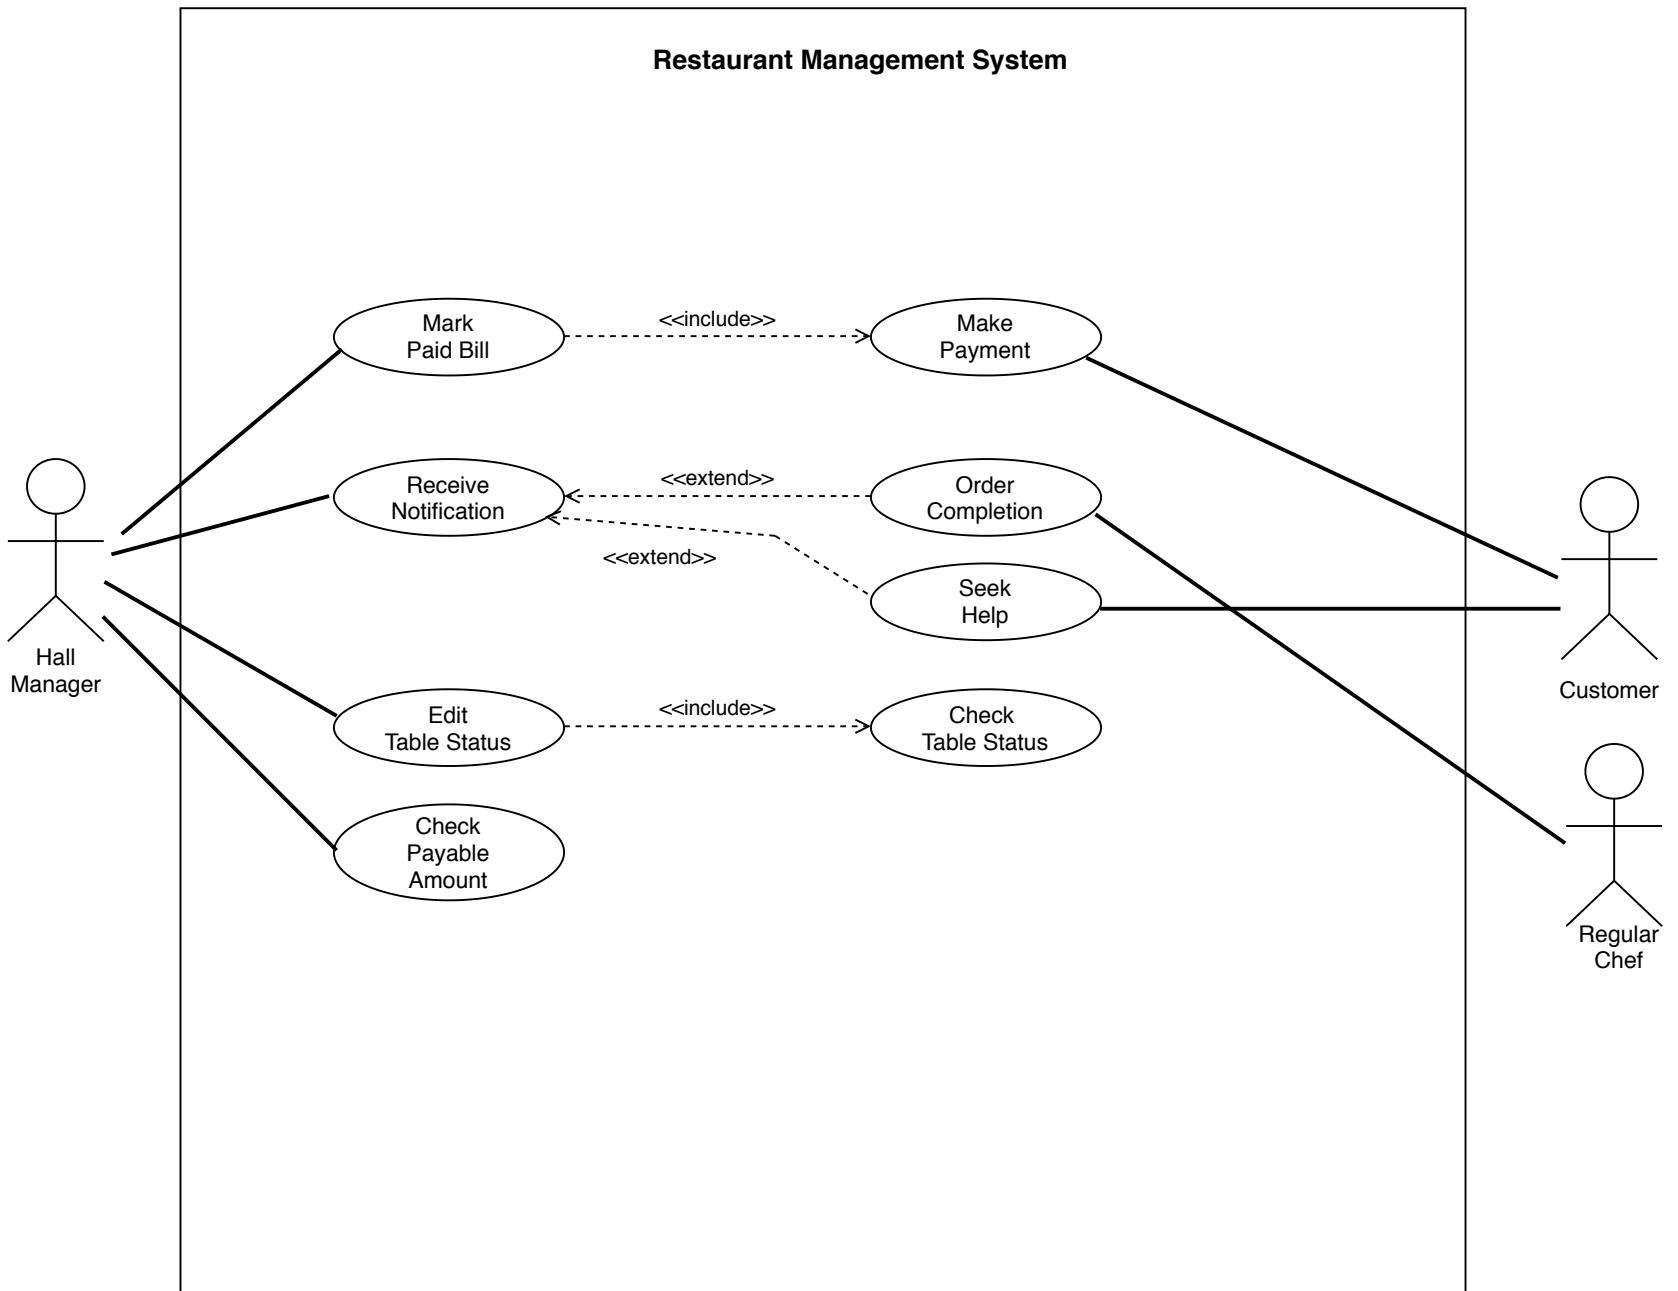 Restaurant Management System
Mark
Paid Bill
<<include>>
Make
Payment
Receive
Notification
<<extend>>
Order
Completion
<<extend>>
Seek
Help
Hall
Manager
Customer
Edit
Table Status
<<include>>
Check
Table Status
Check
Payable
Amount
Regular
Chef